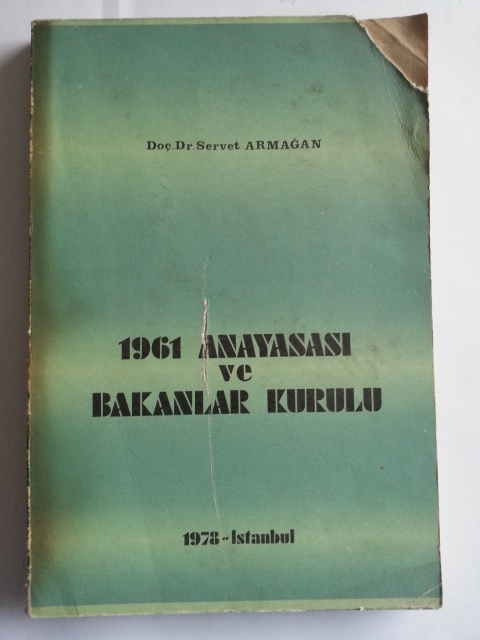 Doç.Dr.Servet ARMAĞAN
1961 ANAYASASI
ve
BAKANLAR KURULU
1978-İstanbul